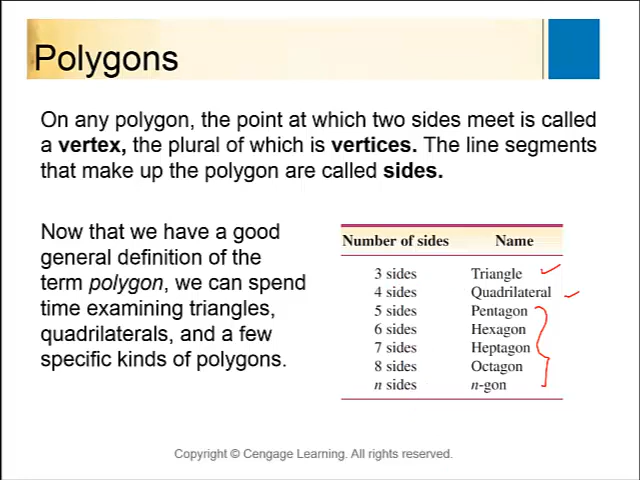 Polygons
On any polygon, the point at which two sides meet is called
a vertex, the plural of which is vertices. The line segments
that make up the polygon are called sides.
Now that we have a good
general definition of the
term polygon, we can spend
time examining triangles,
quadrilaterals, and a few
specific kinds of polygons.
Number of sides Name
3 sides Triangle
4 sides Quadrilateral
5 sides Pentagon
6 sides Hexagon
7 sides Heptagon
8 sides Octagon
n sides n-gon
Copyright © Cengage Learning. All rights reserved.